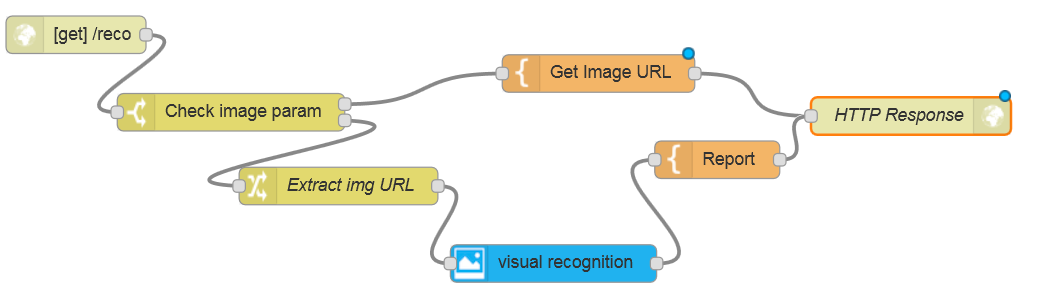 [get] /reco
Get Image URL
Check image param
HTTP Response
Report
Extract img URL
visual recognition